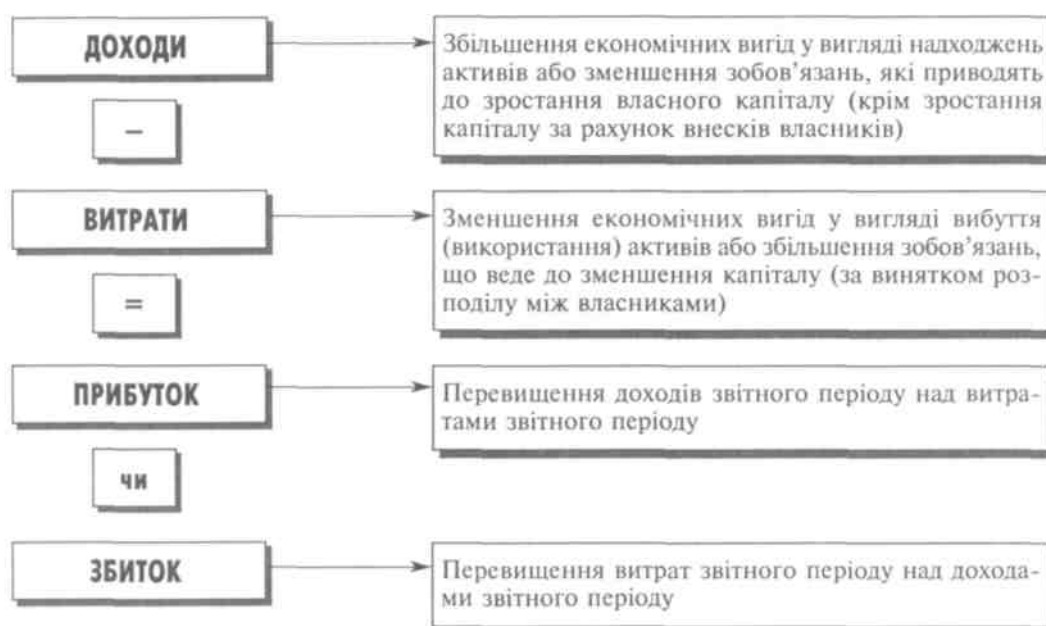 ДОХОДИ
Збільшення економічних вигід у вигляді надходжень
активів або зменшення зобов’язань, які приводять
до зростання власного капіталу (крім зростання
капіталу за рахунок внесків власників)
–
ВИТРАТИ
Зменшення економічних вигід у вигляді вибуття
(використання) активів або збільшення зобов’язань,
що веде до зменшення капіталу (за винятком роз-
поділу між власниками)
=
ПРИБУТОК
Перевищення доходів звітного періоду над витра-
тами звітного періоду
чи
ЗБИТОК
Перевищення витрат звітного періоду над дохода-
ми звітного періоду